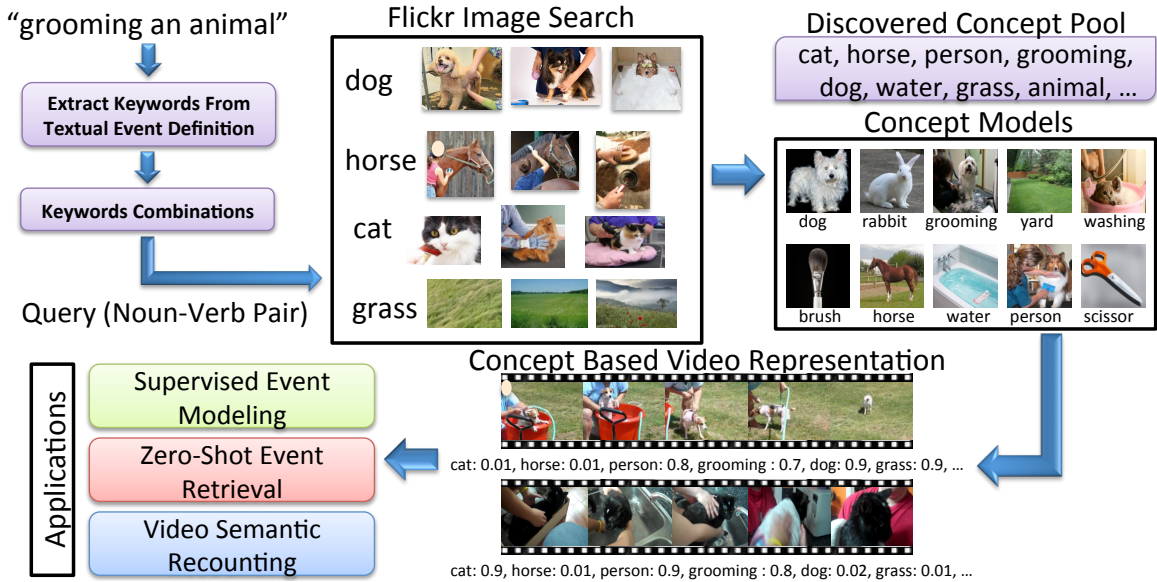 “grooming an animal”
Extract Keywords From
Textual Event Definition
Keywords Combinations
Query (Noun-Verb Pair)
Flickr Image Search
dog
horse
cat
grass
Discovered Concept Pool
cat, horse, person, grooming,
dog, water, grass, animal, ...
Concept Models
dog rabbit grooming yard washing
brush horse water person scissor
Concept Based Video Representation
cat: 0.01, horse: 0.01, person: 0.8, grooming : 0.7, dog: 0.9, grass: 0.9, ...
cat: 0.9, horse: 0.01, person: 0.9, grooming : 0.8, dog: 0.02, grass: 0.01, ...
Applications
Supervised Event
Modeling
Zero-Shot Event
Retrieval
Video Semantic
Recounting